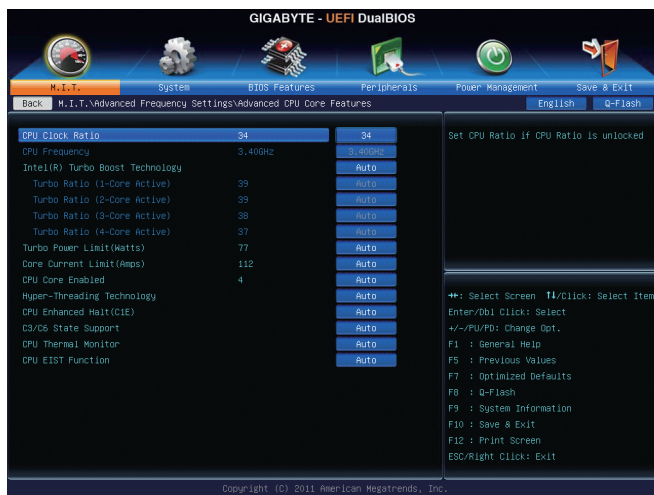 GIGABYTE - UEFI DualBIOS
M.I.T. System BIOS Features Peripherals Power Management Save & Exit
Back M.I.T.\Advanced Frequency Settings\Advanced CPU Core Features English Q-Flash
CPU Clock Ratio 34 34
CPU Frequency 3.40GHz 3.40GHz
Intel(R) Turbo Boost Technology Auto
Turbo Ratio (1-Core Active) 39 Auto
Turbo Ratio (2-Core Active) 39 Auto
Turbo Ratio (3-Core Active) 38 Auto
Turbo Ratio (4-Core Active) 37 Auto
Turbo Power Limit(Watts) 77 Auto
Core Current Limit(Amps) 112 Auto
CPU Core Enabled 4 Auto
Hyper-Threading Technology Auto
CPU Enhanced Halt(C1E) Auto
C3/C6 State Support Auto
CPU Thermal Monitor Auto
CPU EIST Function Auto
Set CPU Ratio if CPU Ratio is unlocked
→←: Select Screen ↑↓/Click: Select Item
Enter/Dbl Click: Select
+/-/PU/PD: Change Opt.
F1 : General Help
F5 : Previous Values
F7 : Optimized Defaults
F8 : Q-Flash
F9 : System Information
F10 : Save & Exit
F12 : Print Screen
ESC/Right Click: Exit
Copyright (C) 2011 American Megatrends, Inc.